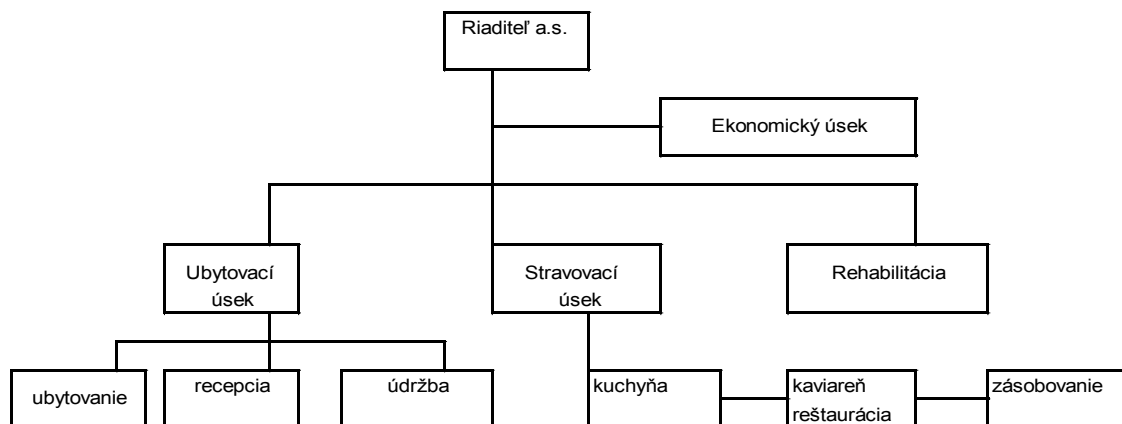 Riaditeľ a.s.
Ekonomický úsek
Ubytovací
úsek
Stravovací
úsek
Rehabilitácia
ubytovanie
recepcia
údržba
kuchyňa
kaviareň
reštaurácia
zásobovanie